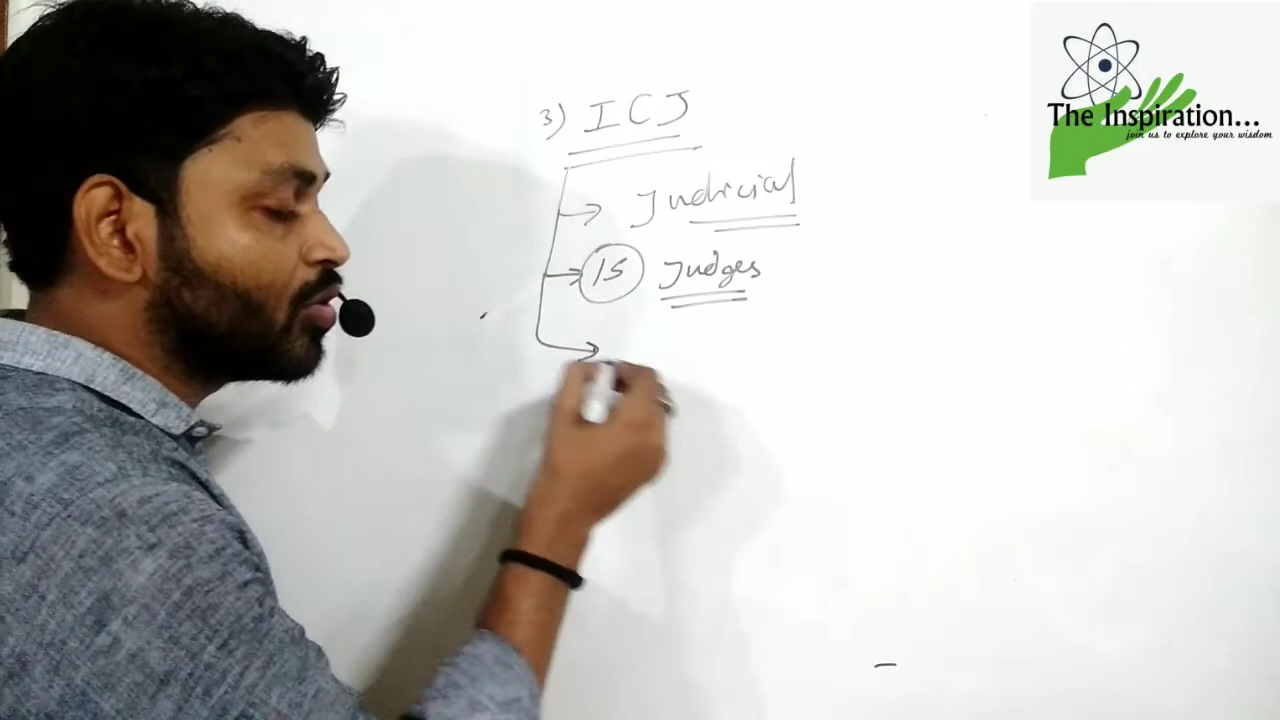 3) ICJ
Judicial
15 Judges
The Inspiration...
join us to explore your wisdom